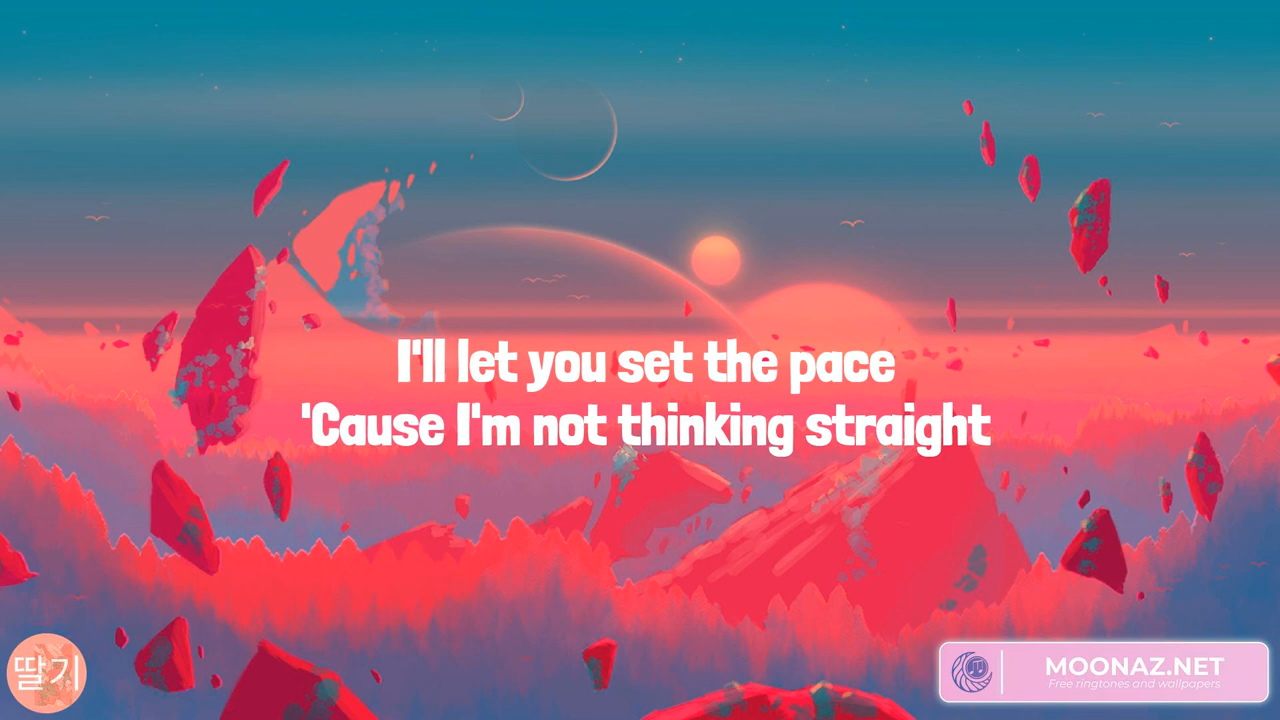 I'll let you set the pace
'Cause I'm not thinking straight
딸기
MOONAZ.NET
Free ringtones and wallpapers